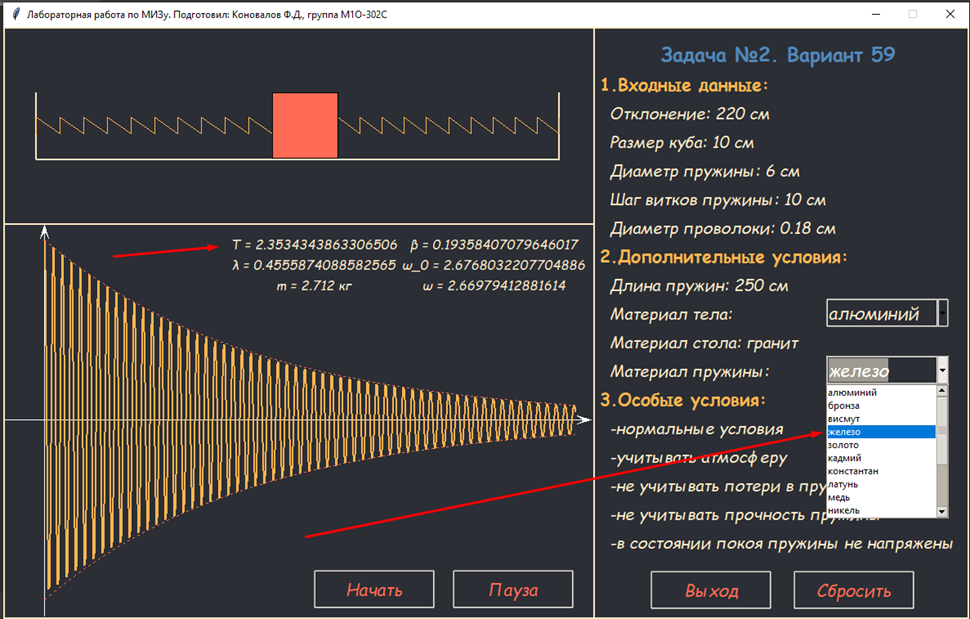 Лабораторная работа по МИЗу. Подготовил: Коновалов Ф.Д., группа М1О-302С
T = 2.3534343863306506 β = 0.19358407079646017
λ = 0.4555874088582565 ω_0 = 2.6768032207704886
m = 2.712 кг ω = 2.66979412881614
Начать Пауза
Задача №2. Вариант 59
1.Входные данные:
Отклонение: 220 см
Размер куба: 10 см
Диаметр пружины: 6 см
Шаг витков пружины: 10 см
Диаметр проволоки: 0.18 см
2.Дополнительные условия:
Длина пружин: 250 см
Материал тела: алюминий
Материал стола: гранит
Материал пружины: железо
алюминий
бронза
висмут
железо
золото
кадмий
константан
латунь
медь
никель
3.Особые условия:
-нормальные условия
-учитывать атмосферу
-не учитывать потери в пру
-не учитывать прочность пружины
-в состоянии покоя пружины не напряжены
Выход Сбросить